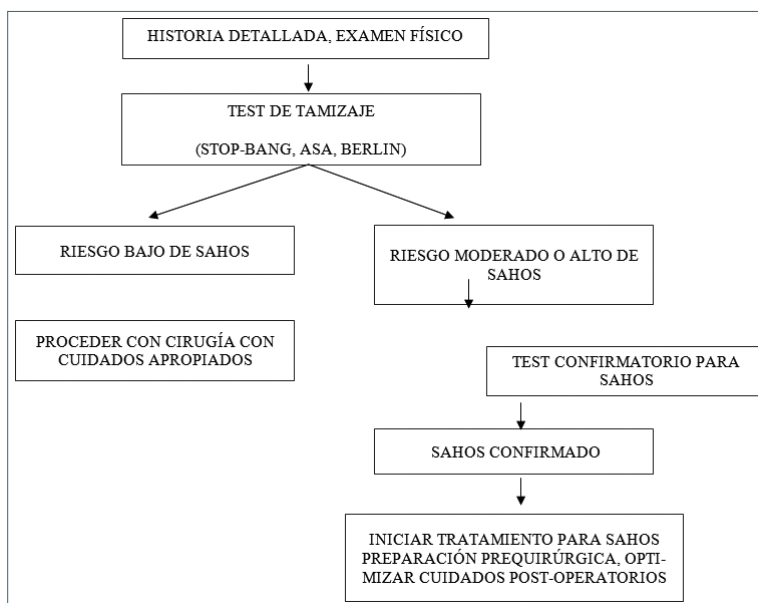 HISTORIA DETALLADA, EXAMEN FÍSICO
TEST DE TAMIZAJE
(STOP-BANG, ASA, BERLIN)
RIESGO BAJO DE SAHOS
RIESGO MODERADO O ALTO DE
SAHOS
PROCEDER CON CIRUGÍA CON
CUIDADOS APROPIADOS
TEST CONFIRMATORIO PARA
SAHOS
SAHOS CONFIRMADO
INICIAR TRATAMIENTO PARA SAHOS
PREPARACIÓN PREQUIRÚRGICA, OPTI-
MIZAR CUIDADOS POST-OPERATORIOS